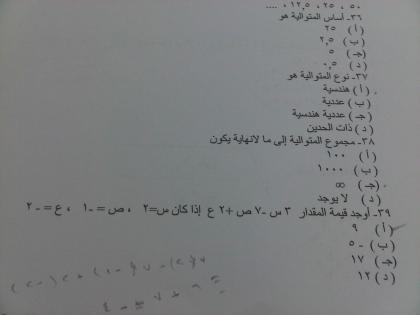 ٥٠ ، ٢٥ ، ١٢,٥ ، ....
٣٦- أساس المتوالية هو
أ ) ٢٥
ب ) ٢,٥
جـ ) ٥
د ) ٠,٥
٣٧- نوع المتوالية هو
أ ) هندسية
ب ) عددية
جـ ) عددية هندسية
د ) ذات الحدين
٣٨- مجموع المتوالية إلى ما لانهاية يكون
أ ) ١٠٠
ب ) ١٠٠٠
جـ ) ∞
د ) لا يوجد
٣٩- أوجد قيمة المقدار ٣ س -٧ ص +٢ ع إذا كان س=٢ ، ص = -١ ، ع = -٢
أ ) ٩
ب ) -٥
جـ ) ١٧
د ) ١٢